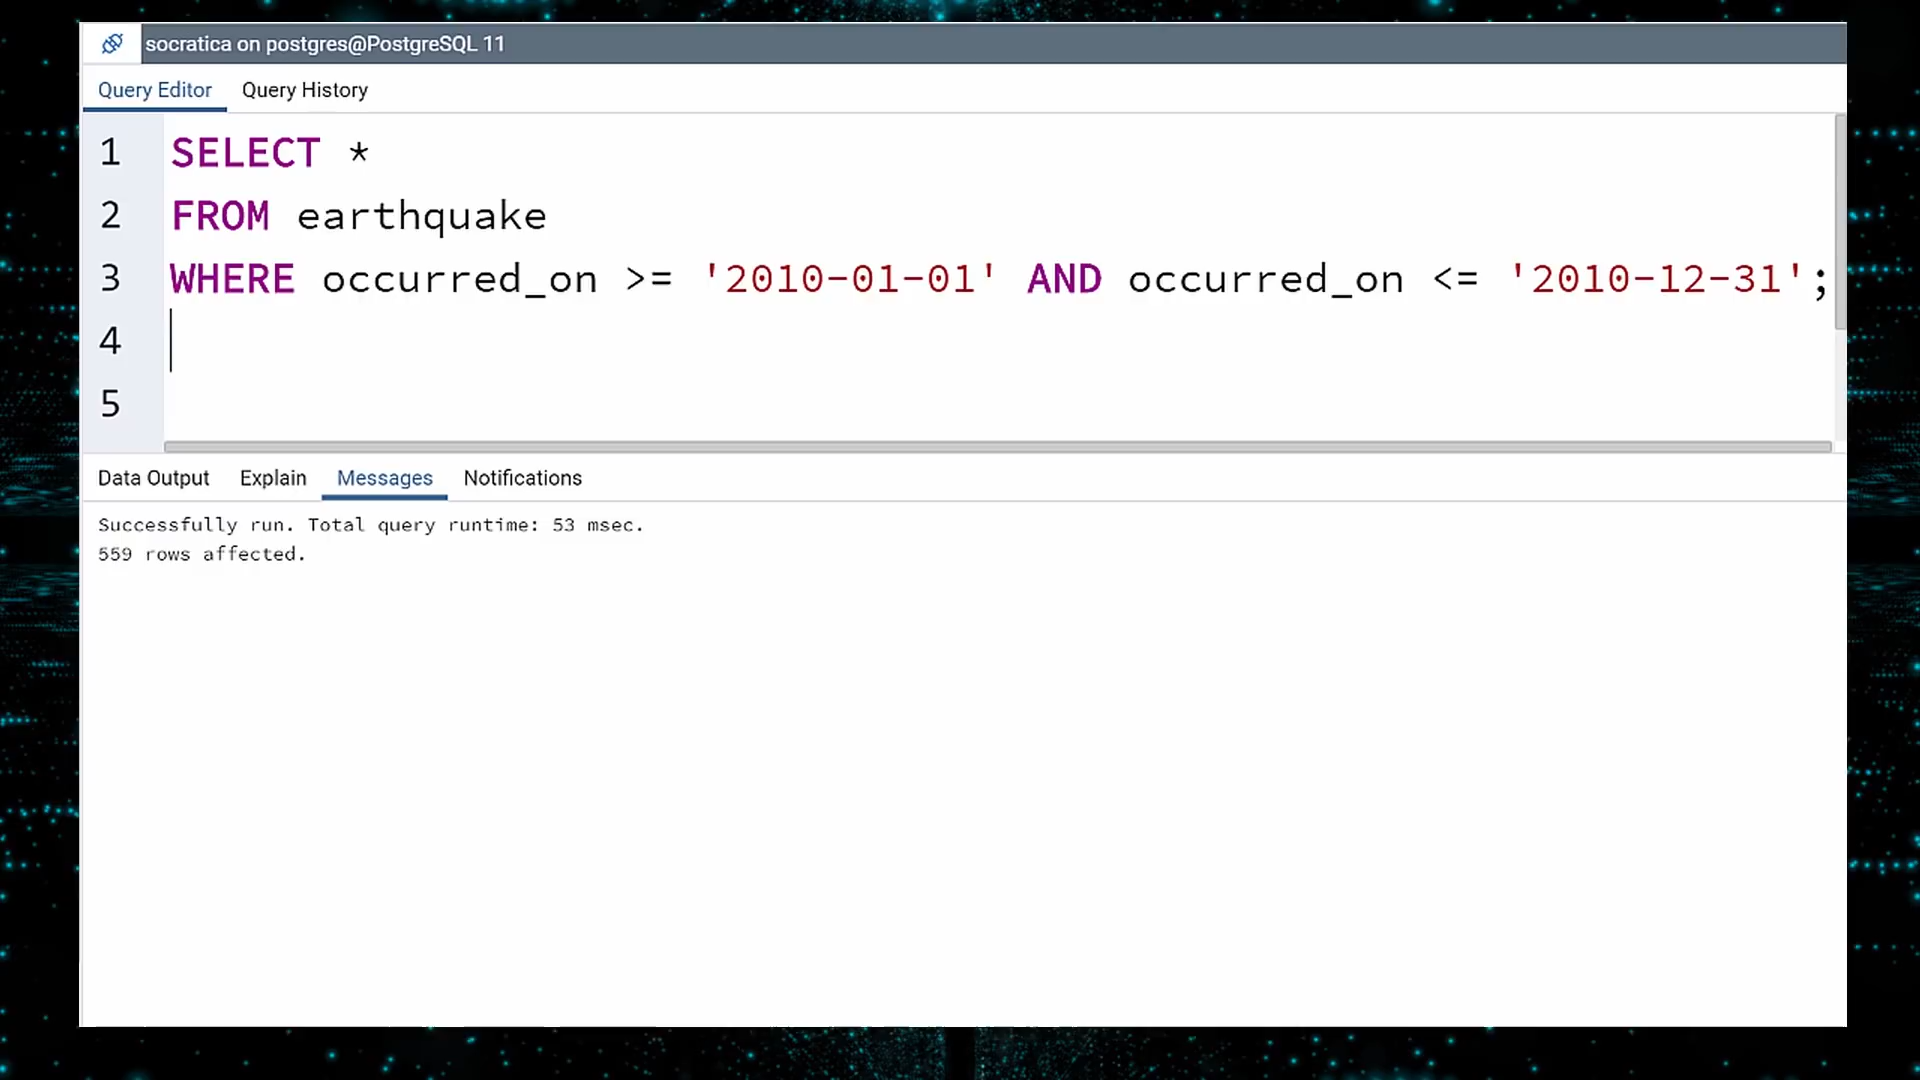 socratica on postgres@PostgreSQL 11
Query Editor Query History
1 SELECT *
2 FROM earthquake
3 WHERE occurred_on >= '2010-01-01' AND occurred_on <= '2010-12-31';
4
5
Data Output Explain Messages Notifications
Successfully run. Total query runtime: 53 msec.
559 rows affected.